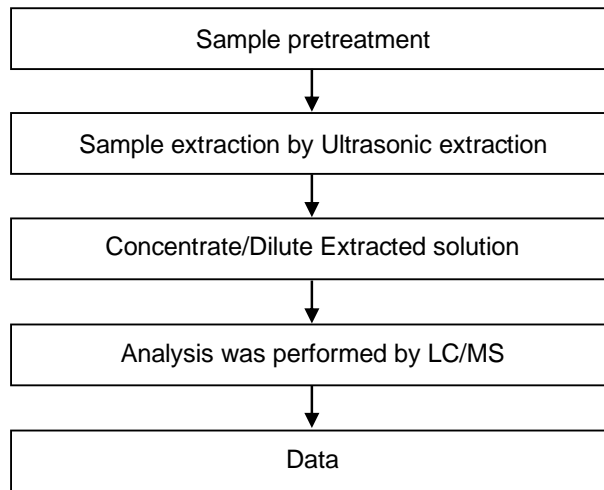 Sample pretreatment
Sample extraction by Ultrasonic extraction
Concentrate/Dilute Extracted solution
Analysis was performed by LC/MS
Data